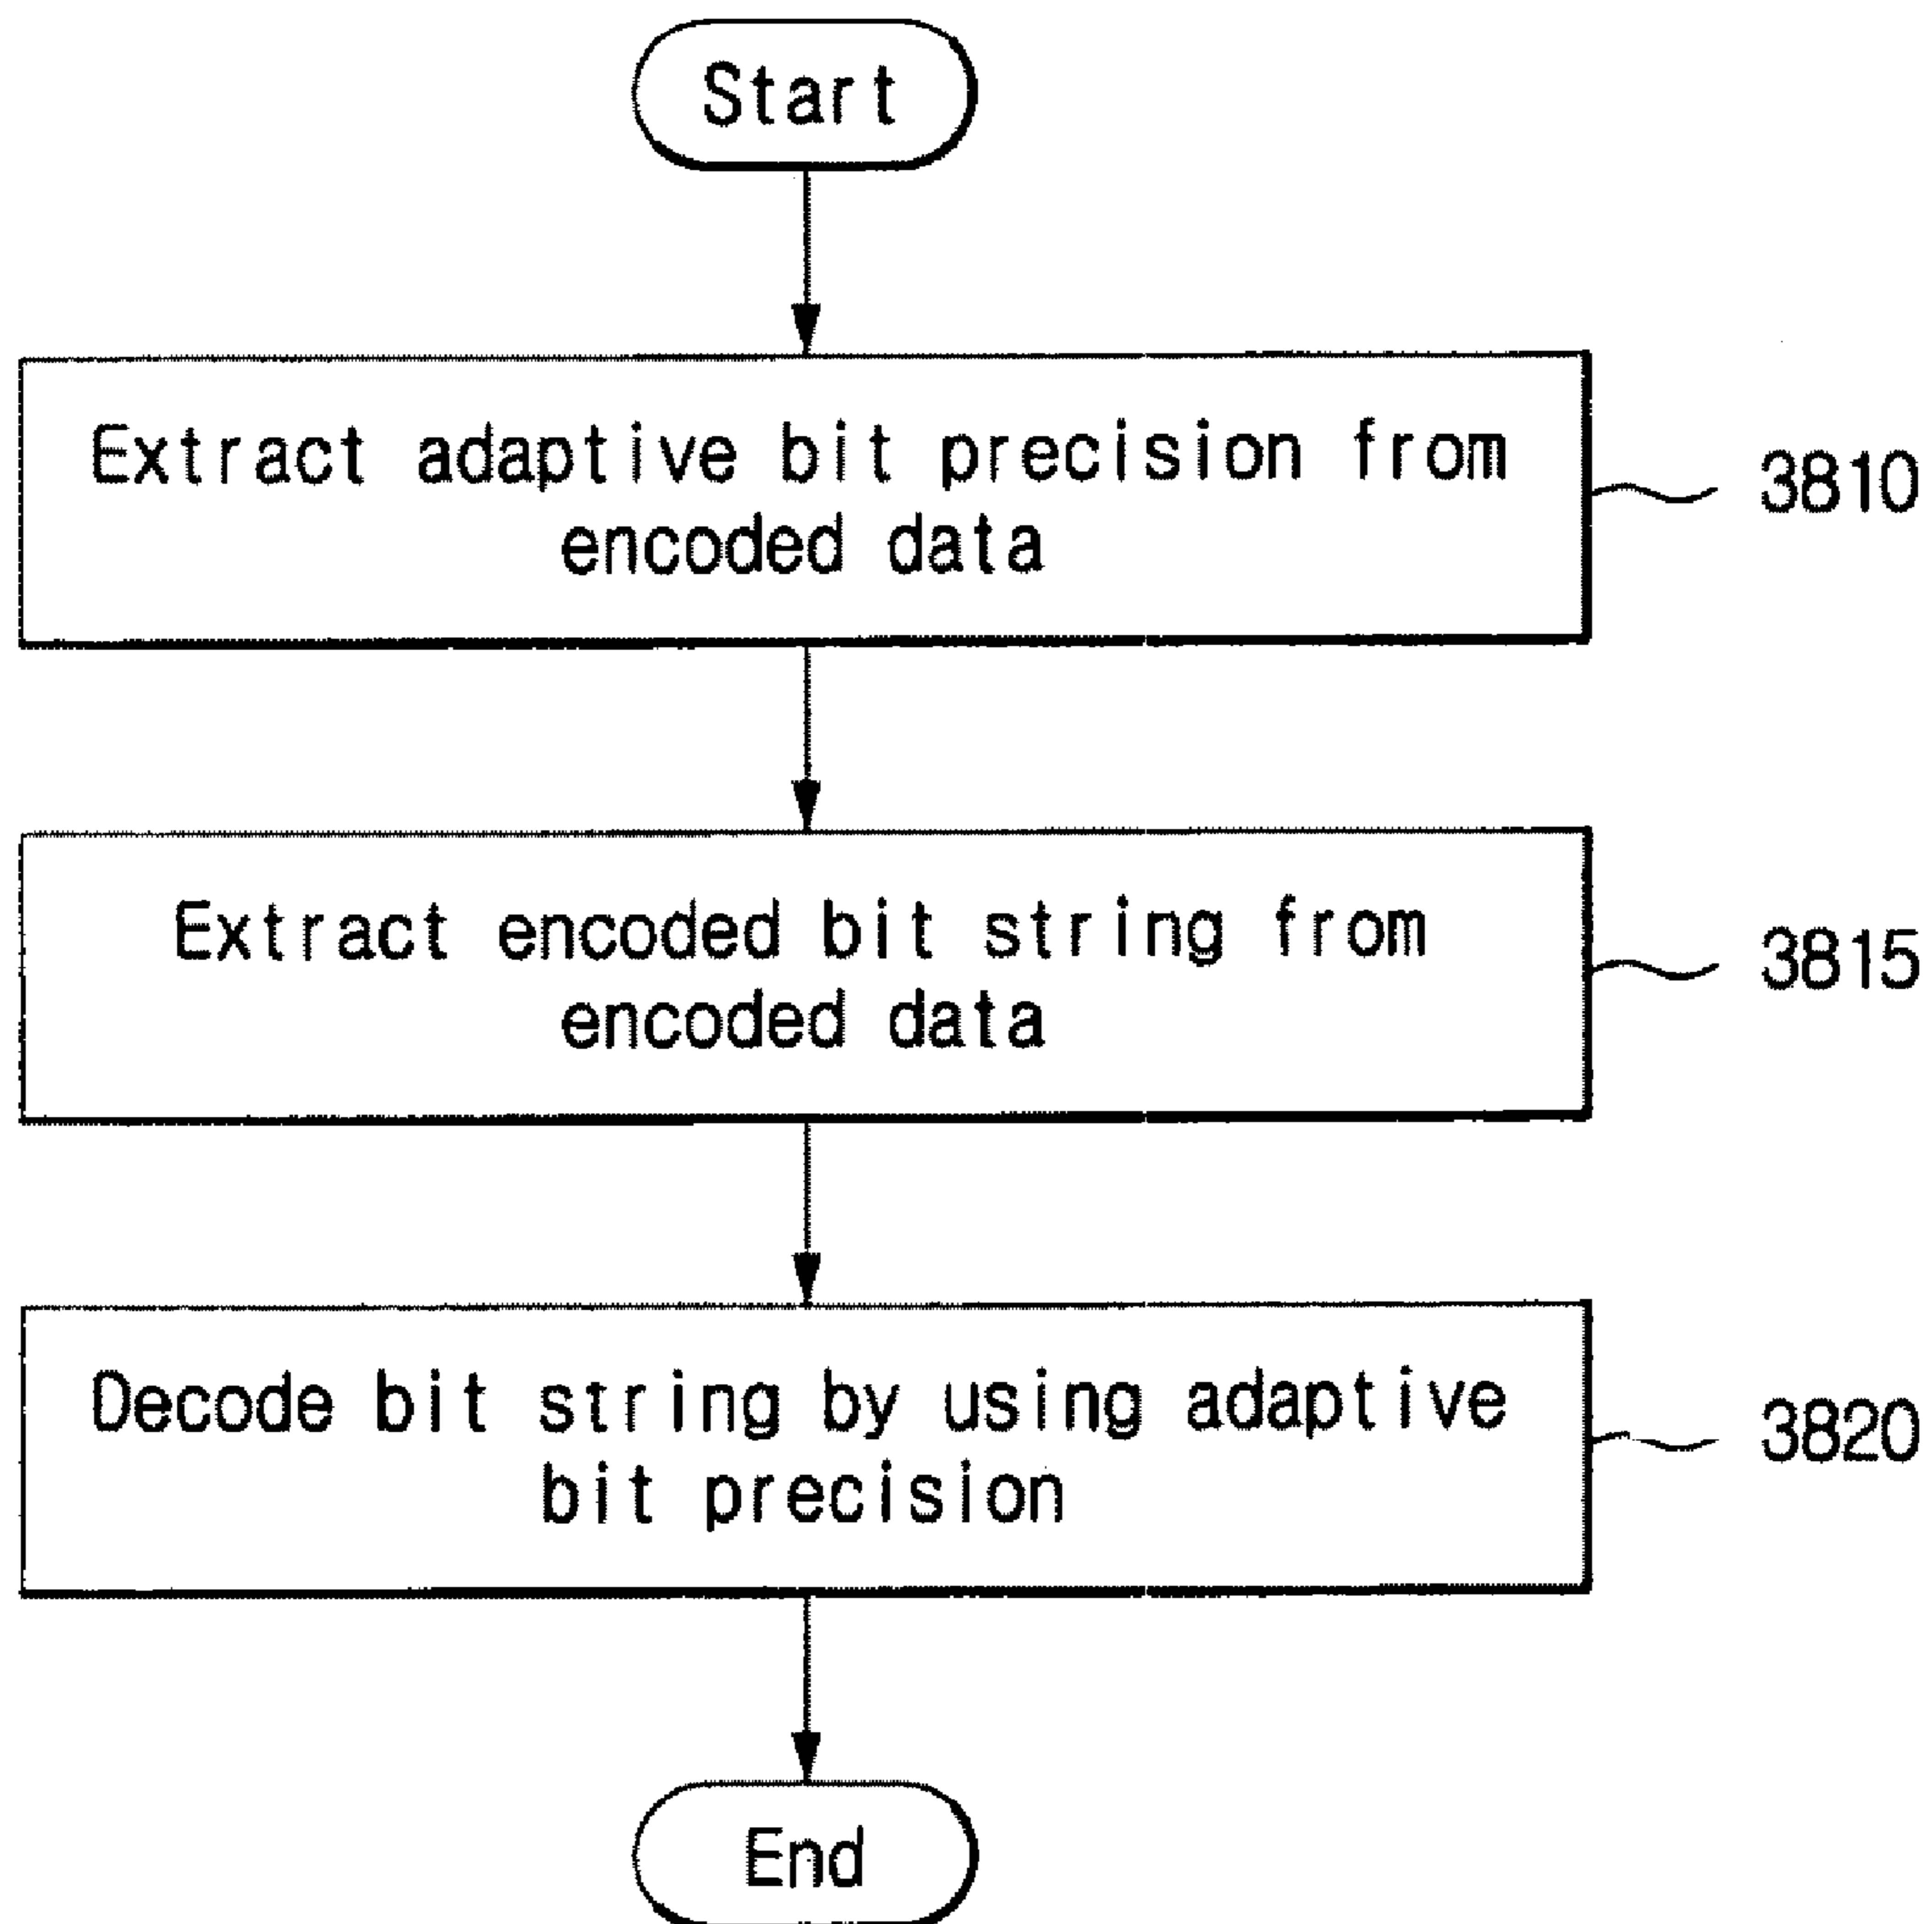 Start
Extract adaptive bit precision from
encoded data
3810
Extract encoded bit string from
encoded data
3815
Decode bit string by using adaptive
bit precision
3820
End